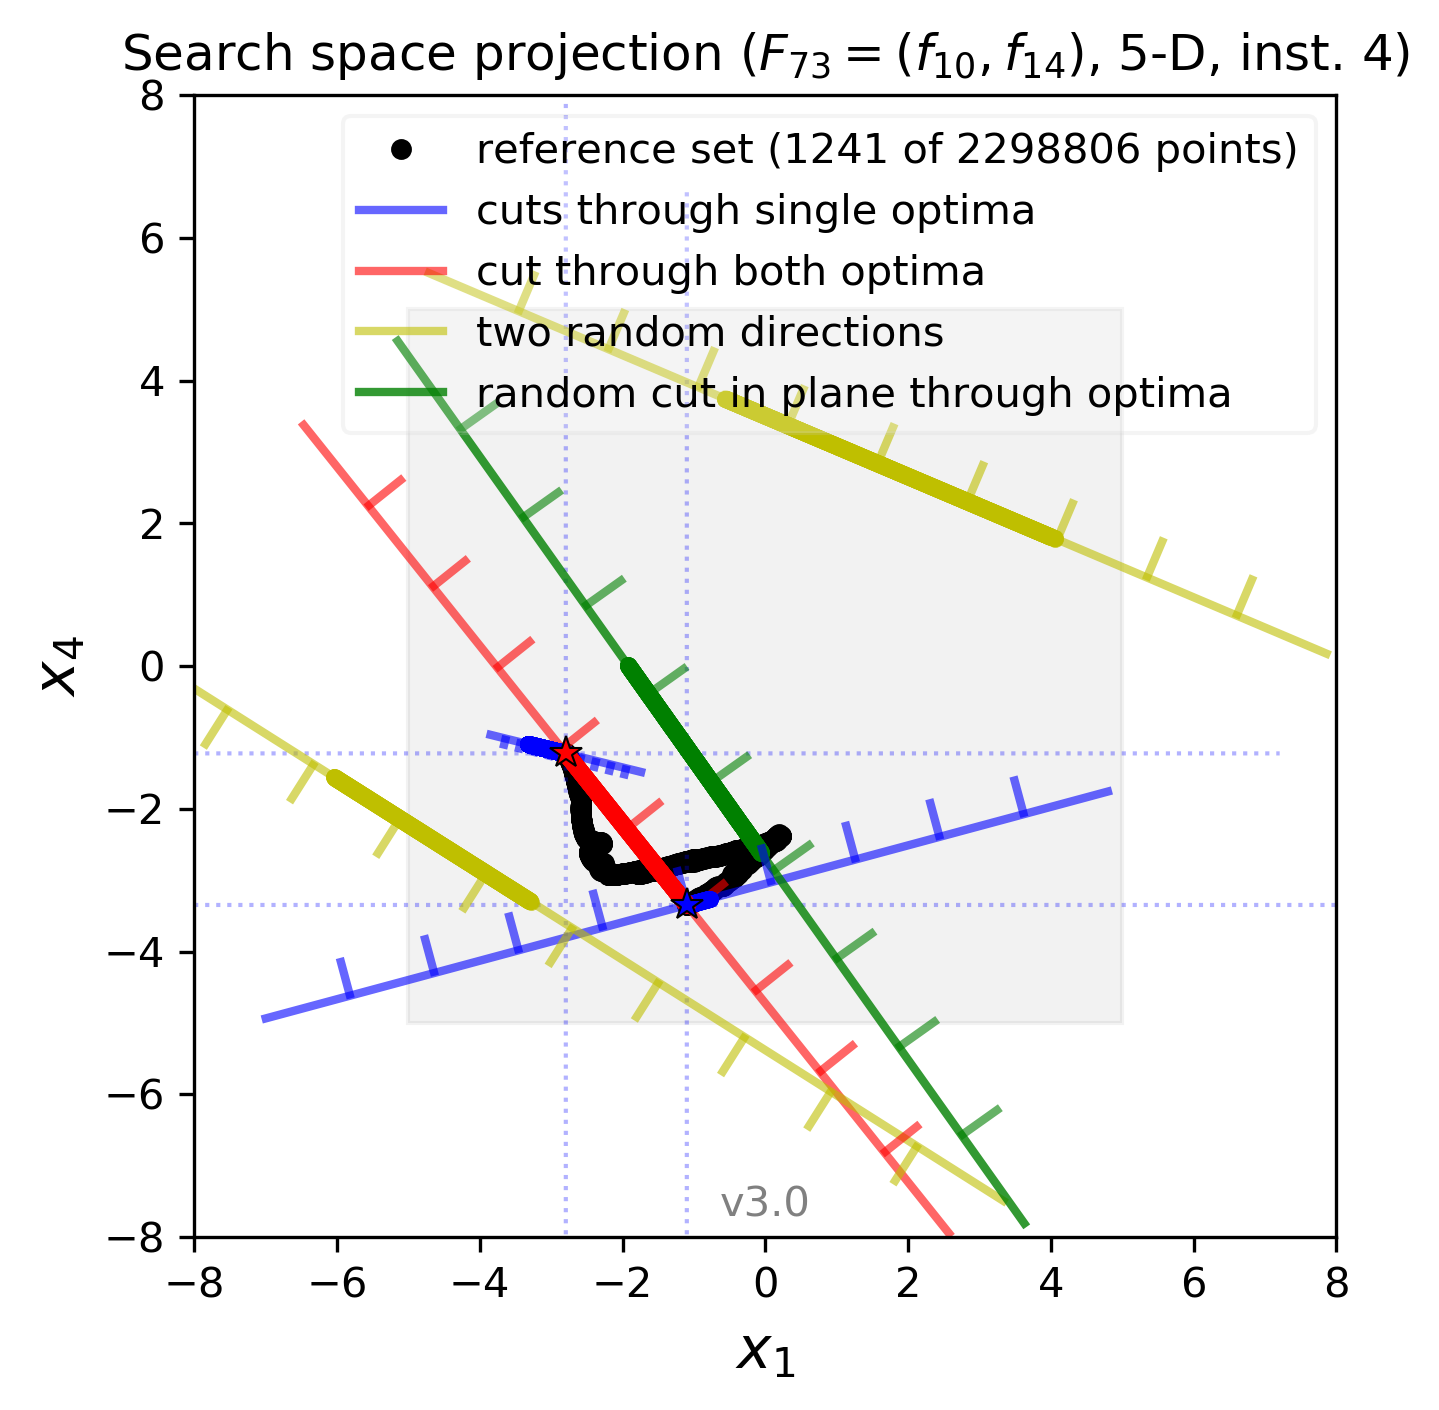 Search space projection (F73 = (f10, f14), 5-D, inst. 4)
8
6
4
2
0
−2
−4
−6
−8
x4
reference set (1241 of 2298806 points)
cuts through single optima
cut through both optima
two random directions
random cut in plane through optima
v3.0
−8 −6 −4 −2 0 2 4 6 8
x1